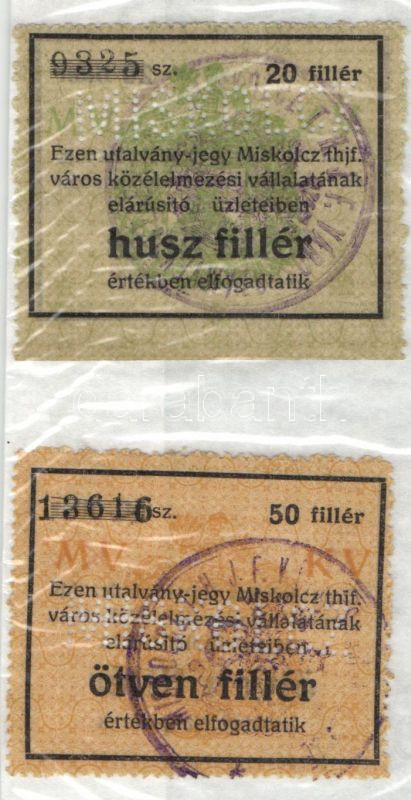 9325 sz. 20 fillér
MISKOLC
Ezen utalvány-jegy Miskolcz thjf.
város közélelmezési vállalatának
elárúsitó üzleteiben
husz fillér
értékben elfogadtatik
13616 sz. 50 fillér
MV KV
Ezen utalvány-jegy Miskolcz thjf.
város közélelmezési vállalatának
elárúsitó üzleteiben
ötven fillér
értékben elfogadtatik